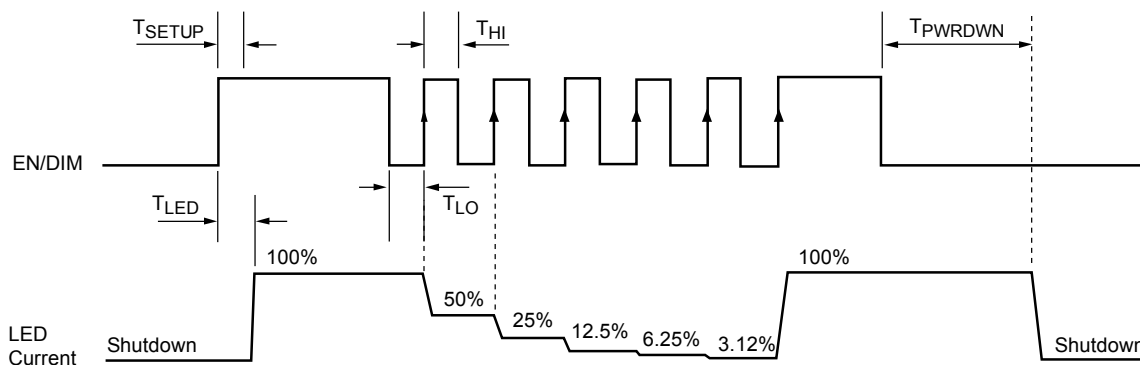 TSETUP
THI
TPWRDWN
EN/DIM
TLED
TLO
100%
50%
25%
12.5%
6.25%
3.12%
100%
LED
Current
Shutdown
Shutdown